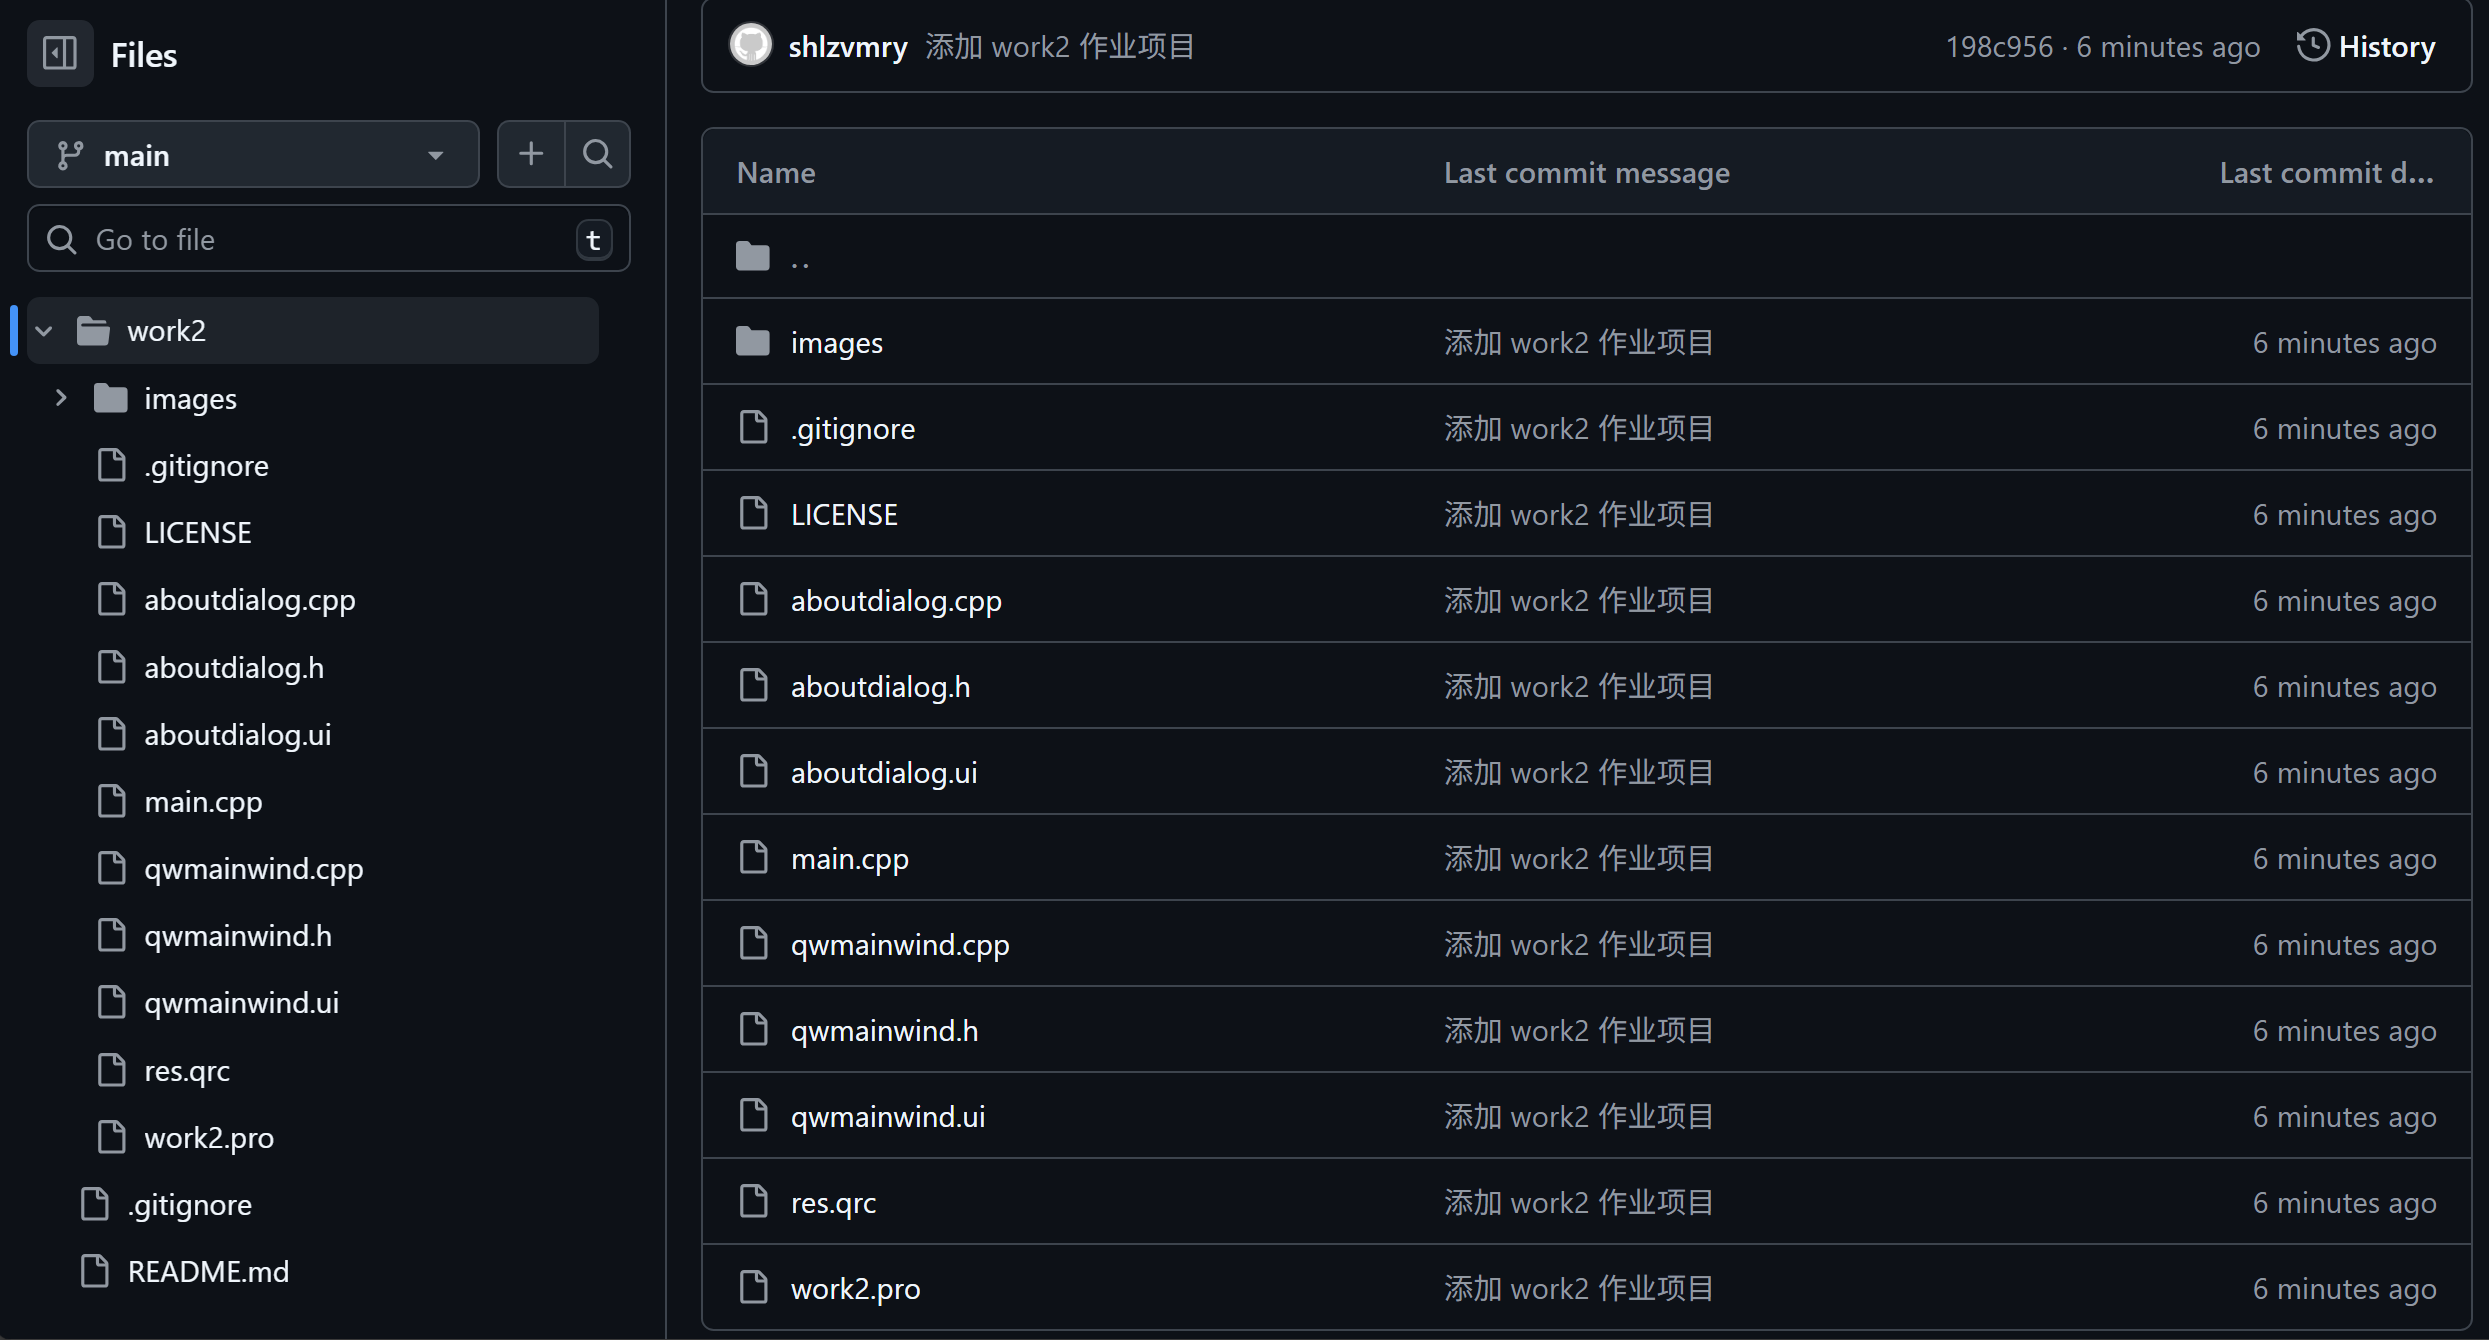 Files
main
Go to file
t
work2
images
.gitignore
LICENSE
aboutdialog.cpp
aboutdialog.h
aboutdialog.ui
main.cpp
qwmainwind.cpp
qwmainwind.h
qwmainwind.ui
res.qrc
work2.pro
.gitignore
README.md
shlzvmry 添加 work2 作业项目 198c956 · 6 minutes ago History
Name Last commit message Last commit d...
..
images 添加 work2 作业项目 6 minutes ago
.gitignore 添加 work2 作业项目 6 minutes ago
LICENSE 添加 work2 作业项目 6 minutes ago
aboutdialog.cpp 添加 work2 作业项目 6 minutes ago
aboutdialog.h 添加 work2 作业项目 6 minutes ago
aboutdialog.ui 添加 work2 作业项目 6 minutes ago
main.cpp 添加 work2 作业项目 6 minutes ago
qwmainwind.cpp 添加 work2 作业项目 6 minutes ago
qwmainwind.h 添加 work2 作业项目 6 minutes ago
qwmainwind.ui 添加 work2 作业项目 6 minutes ago
res.qrc 添加 work2 作业项目 6 minutes ago
work2.pro 添加 work2 作业项目 6 minutes ago